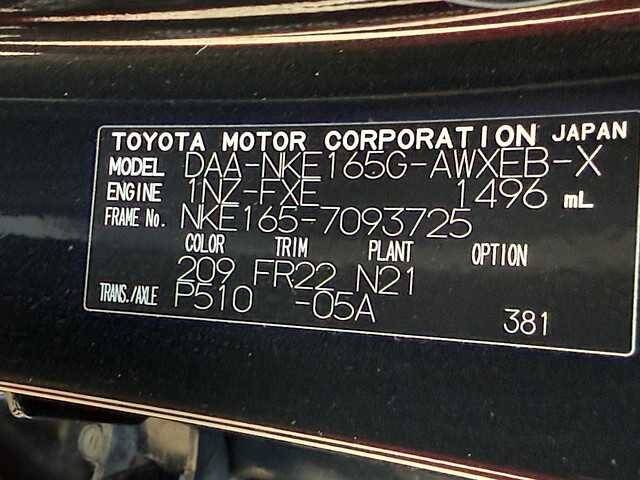 TOYOTA MOTOR CORPORATION JAPAN
MODEL DAA-NKE165G-AWXEB-X
ENGINE 1NZ-FXE 1496 mL
FRAME No. NKE165-7093725
COLOR TRIM PLANT OPTION
209 FR22 N21
TRANS./AXLE P510 -05A
381